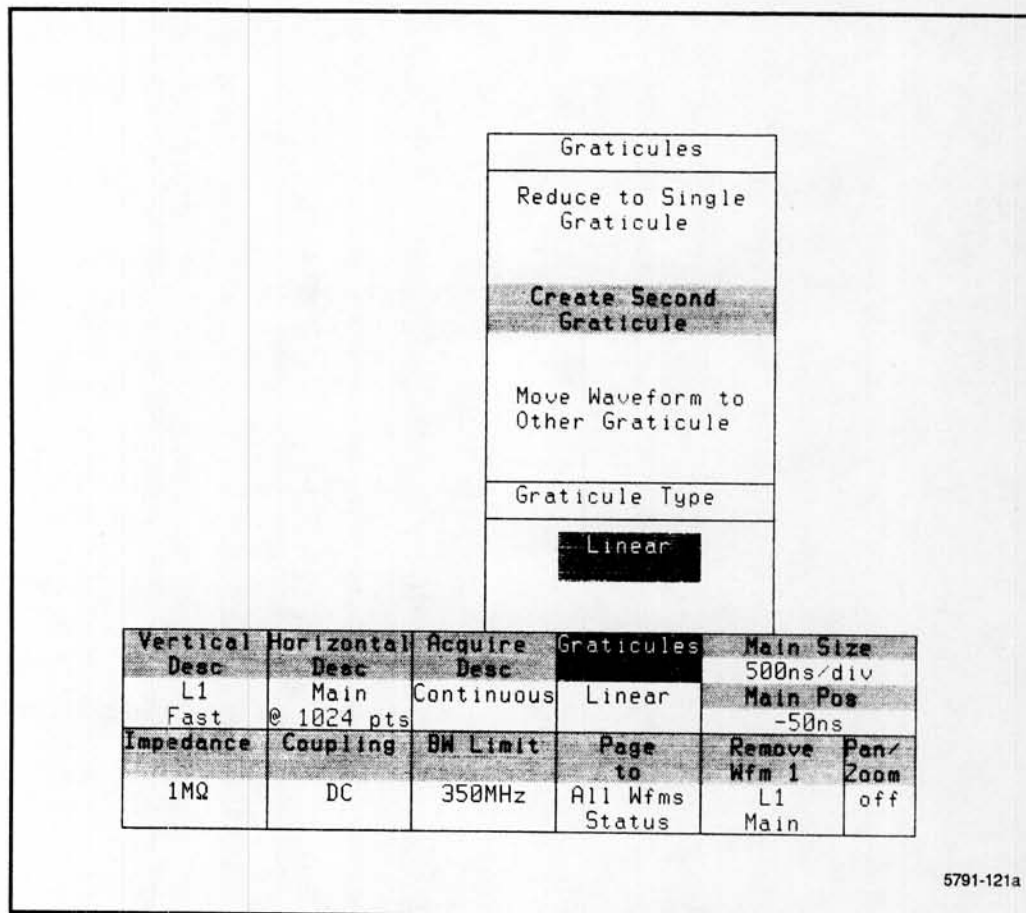 Graticules
Reduce to Single
Graticule
Create Second
Graticule
Move Waveform to
Other Graticule
Graticule Type
Linear
Vertical Desc
L1
Fast
Horizontal Desc
Main
@ 1024 pts
Acquire Desc
Continuous
Graticules
Linear
Main Size
500ns/div
Main Pos
-50ns
Impedance
1MΩ
Coupling
DC
BW Limit
350MHz
Page to
All Wfms
Status
Remove Wfm 1
L1
Main
Pan/
Zoom
off
5791-121a